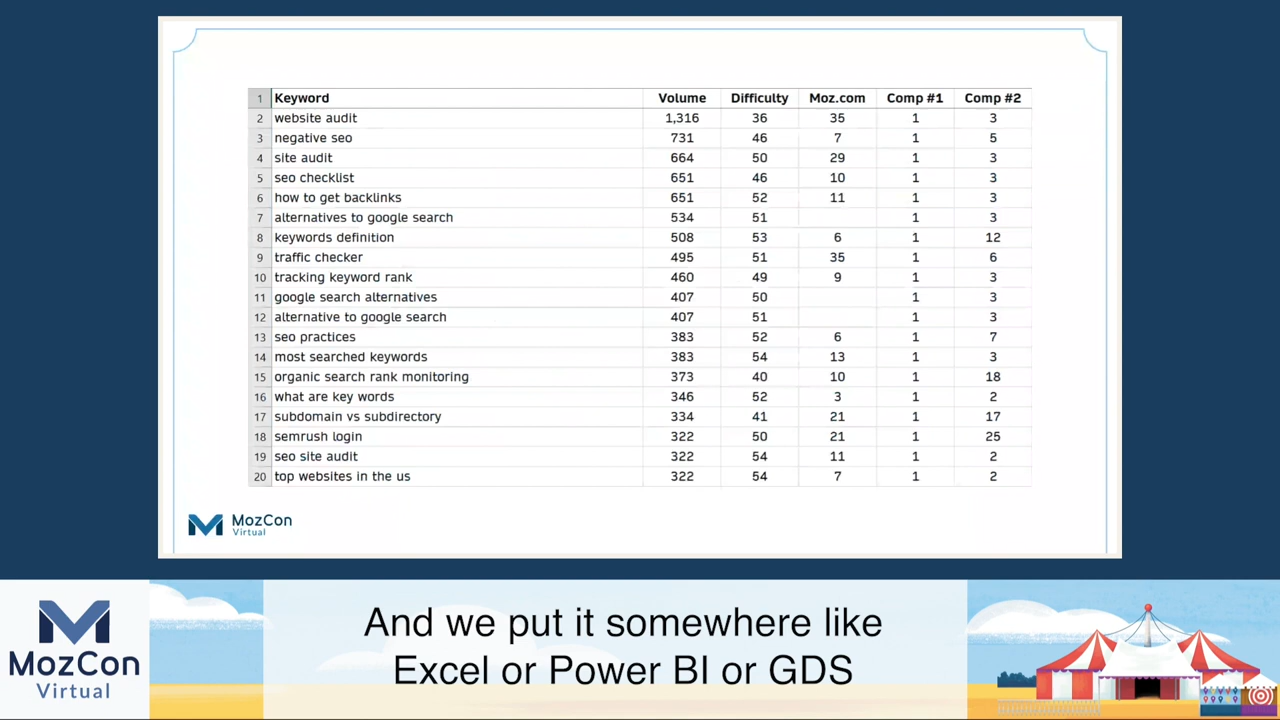 1 Keyword Volume Difficulty Moz.com Comp #1 Comp #2
2 website audit 1,316 36 35 1 3
3 negative seo 731 46 7 1 5
4 site audit 664 50 29 1 3
5 seo checklist 651 46 10 1 3
6 how to get backlinks 651 52 11 1 3
7 alternatives to google search 534 51 1 3
8 keywords definition 508 53 6 1 12
9 traffic checker 495 51 35 1 6
10 tracking keyword rank 460 49 9 1 3
11 google search alternatives 407 50 1 3
12 alternative to google search 407 51 1 3
13 seo practices 383 52 6 1 7
14 most searched keywords 383 54 13 1 3
15 organic search rank monitoring 373 40 10 1 18
16 what are key words 346 52 3 1 2
17 subdomain vs subdirectory 334 41 21 1 17
18 semrush login 322 50 21 1 25
19 seo site audit 322 54 11 1 2
20 top websites in the us 322 54 7 1 2
MozCon
Virtual
And we put it somewhere like
Excel or Power BI or GDS
MozCon
Virtual